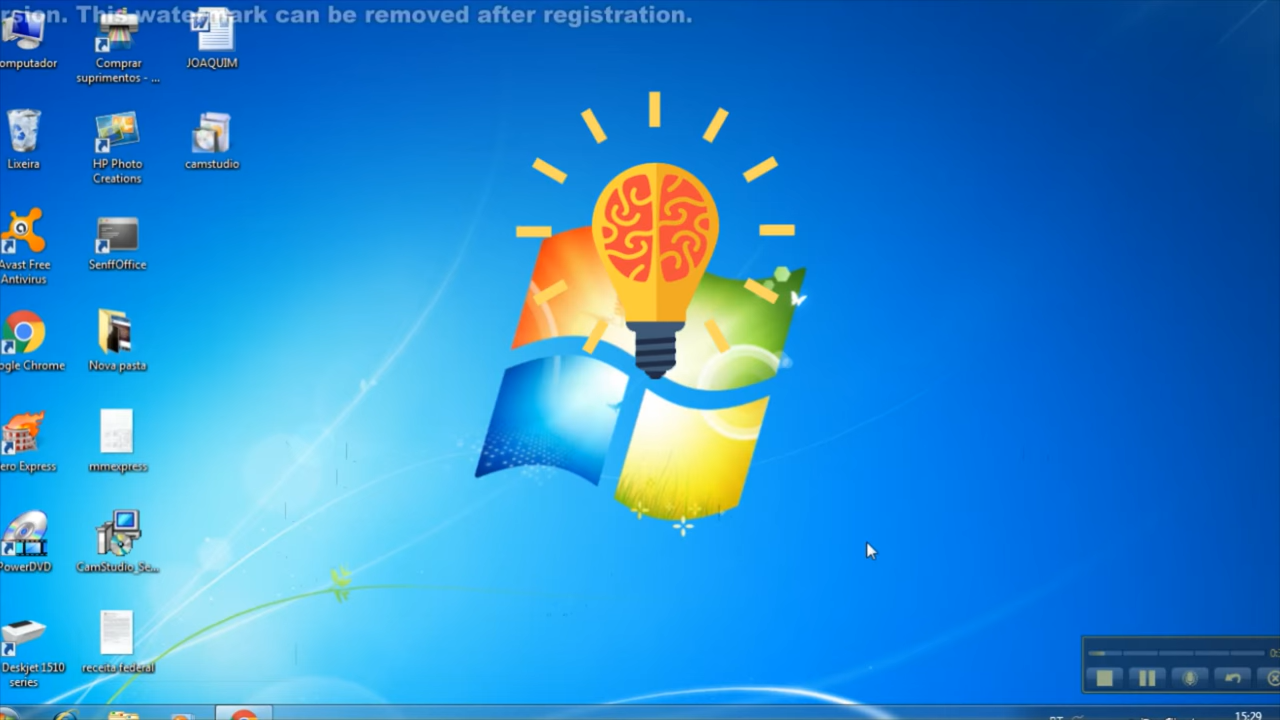 rsion. This watermark can be removed after registration.
omputador
Comprar
suprimentos - ...
JOAQUIM
Lixeira
HP Photo
Creations
camstudio
Avast Free
Antivirus
SenffOffice
ogle Chrome
Nova pasta
ero Express
mmexpress
PowerDVD
CamStudio_Se...
Deskjet 1510
series
receita federal
PT
15:29